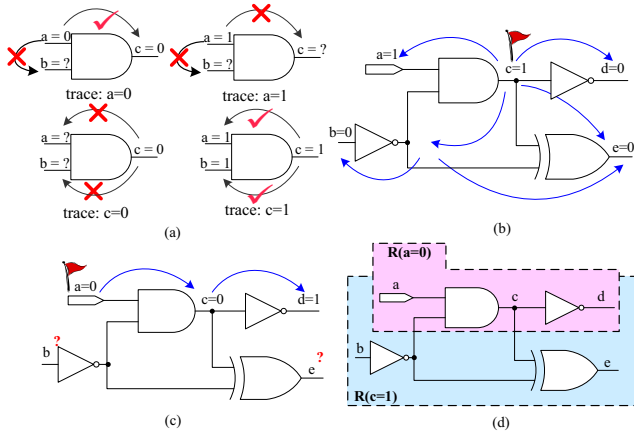 a = 0
b = ?
c = 0
trace: a=0
a = 1
b = ?
c = ?
trace: a=1
a = ?
b = ?
c = 0
trace: c=0
a = 1
b = 1
c = 1
trace: c=1
(a)
a=1
c=1
d=0
b=0
e=0
(b)
a=0
c=0
d=1
b
?
?
e
(c)
R(a=0)
a
c
d
b
e
R(c=1)
(d)